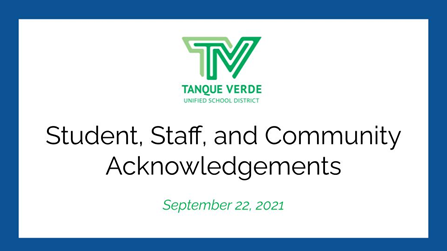 TV
TANQUE VERDE
UNIFIED SCHOOL DISTRICT
Student, Staff, and Community
Acknowledgements
September 22, 2021